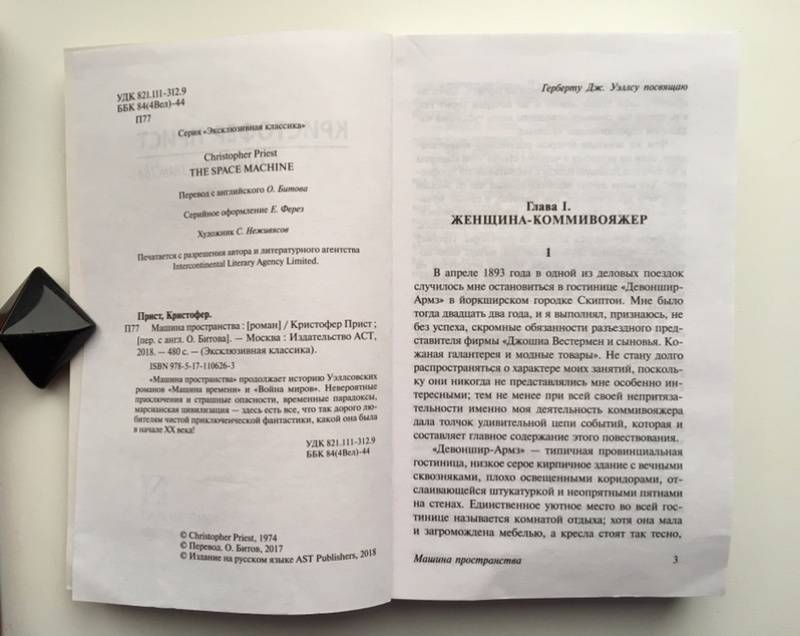 УДК 821.111-312.9
ББК 84(4Вел)-44
П77
Серия «Эксклюзивная классика»
Christopher Priest
THE SPACE MACHINE
Перевод с английского О. Битова
Серийное оформление Е. Ферез
Художник С. Неживясов
Печатается с разрешения автора и литературного агентства
Intercontinental Literary Agency Limited.
Прист, Кристофер.
П77 Машина пространства : [роман] / Кристофер Прист ;
[пер. с англ. О. Битова]. — Москва : Издательство АСТ,
2018. — 480 с. — (Эксклюзивная классика).
ISBN 978-5-17-110626-3
«Машина пространства» продолжает историю Уэллсовских
романов «Машина времени» и «Война миров». Невероятные
приключения и страшные опасности, временные парадоксы,
марсианская цивилизация — здесь есть все, что так дорого лю-
бителям чистой приключенческой фантастики, какой она была
в начале XX века!
УДК 821.111-312.9
ББК 84(4Вел)-44
© Christopher Priest, 1974
© Перевод. О. Битов, 2017
© Издание на русском языке AST Publishers, 2018
Герберту Дж. Уэллсу посвящаю
Глава I.
ЖЕНЩИНА-КОММИВОЯЖЕР
1
В апреле 1893 года в одной из деловых поездок
случилось мне остановиться в гостинице «Девоншир-
Армз» в йоркширском городке Скиптон. Мне было
тогда двадцать два года, и я выполнял, признаюсь, не
без успеха, скромные обязанности разъездного пред-
ставителя фирмы «Джошиа Вестермен и сыновья. Ко-
жаная галантерея и модные товары». Не стану долго
распространяться о характере моих занятий, посколь-
ку они никогда не представлялись мне особенно ин-
тересными; тем не менее при всей своей непритяза-
тельности именно моя деятельность коммивояжера
дала толчок удивительной цепи событий, которая и
составляет главное содержание этого повествования.
«Девоншир-Армз» — типичная провинциальная
гостиница, низкое серое кирпичное здание с вечными
сквозняками, плохо освещенными коридорами, от-
слаивающейся штукатуркой и неопрятными пятнами
на стенах. Единственное уютное место во всей гос-
тинице называется комнатой отдыха; хотя она мала
и загромождена мебелью, а кресла стоят так тесно,
Машина пространства 3